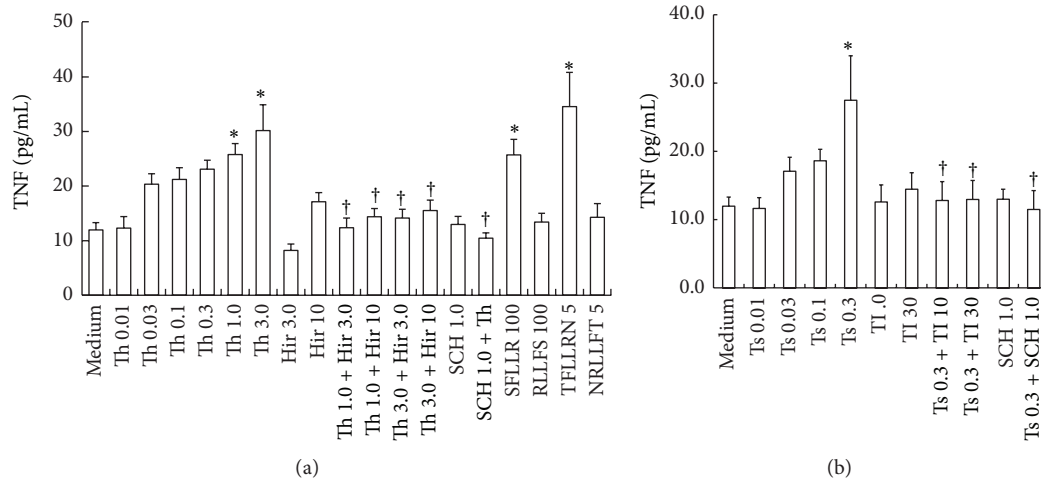 50
40
30
20
10
0
TNF (pg/mL)
*
*
†
†
†
†
†
*
*
Medium
Th 0.01
Th 0.03
Th 0.1
Th 0.3
Th 1.0
Th 3.0
Hir 3.0
Hir 10
Th 1.0 + Hir 3.0
Th 1.0 + Hir 10
Th 3.0 + Hir 3.0
Th 3.0 + Hir 10
SCH 1.0
SCH 1.0 + Th
SFLLR 100
RLLFS 100
TFLLRN 5
NRLLFT 5
(a)
40.0
30.0
20.0
10.0
0.0
TNF (pg/mL)
*
†
†
†
Medium
Ts 0.01
Ts 0.03
Ts 0.1
Ts 0.3
TI .0
TI 30
Ts 0.3 + TI 10
Ts 0.3 + TI 30
SCH 1.0
Ts 0.3 + SCH 1.0
(b)